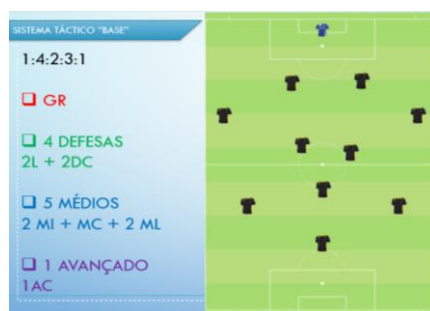 SISTEMA TÁCTICO "BASE"
1:4:2:3:1
GR
4 DEFESAS
2L + 2DC
5 MÉDIOS
2 MI + MC + 2 ML
1 AVANÇADO
1AC